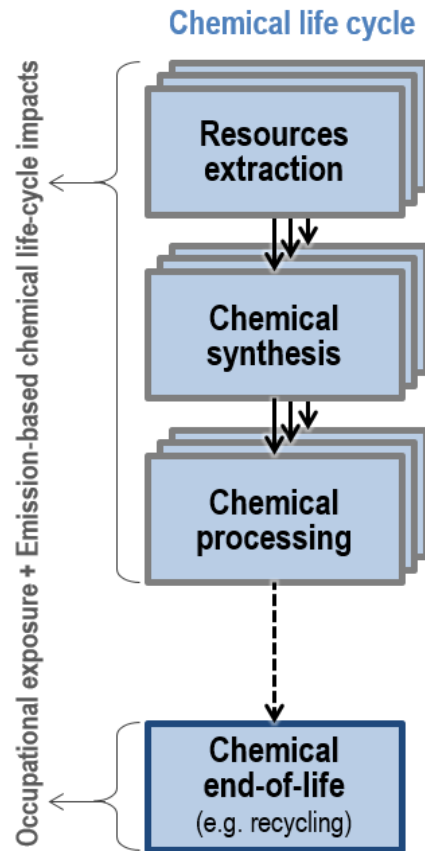 Chemical life cycle
Occupational exposure + Emission-based chemical life-cycle impacts
Resources
extraction
Chemical
synthesis
Chemical
processing
Chemical
end-of-life
(e.g. recycling)